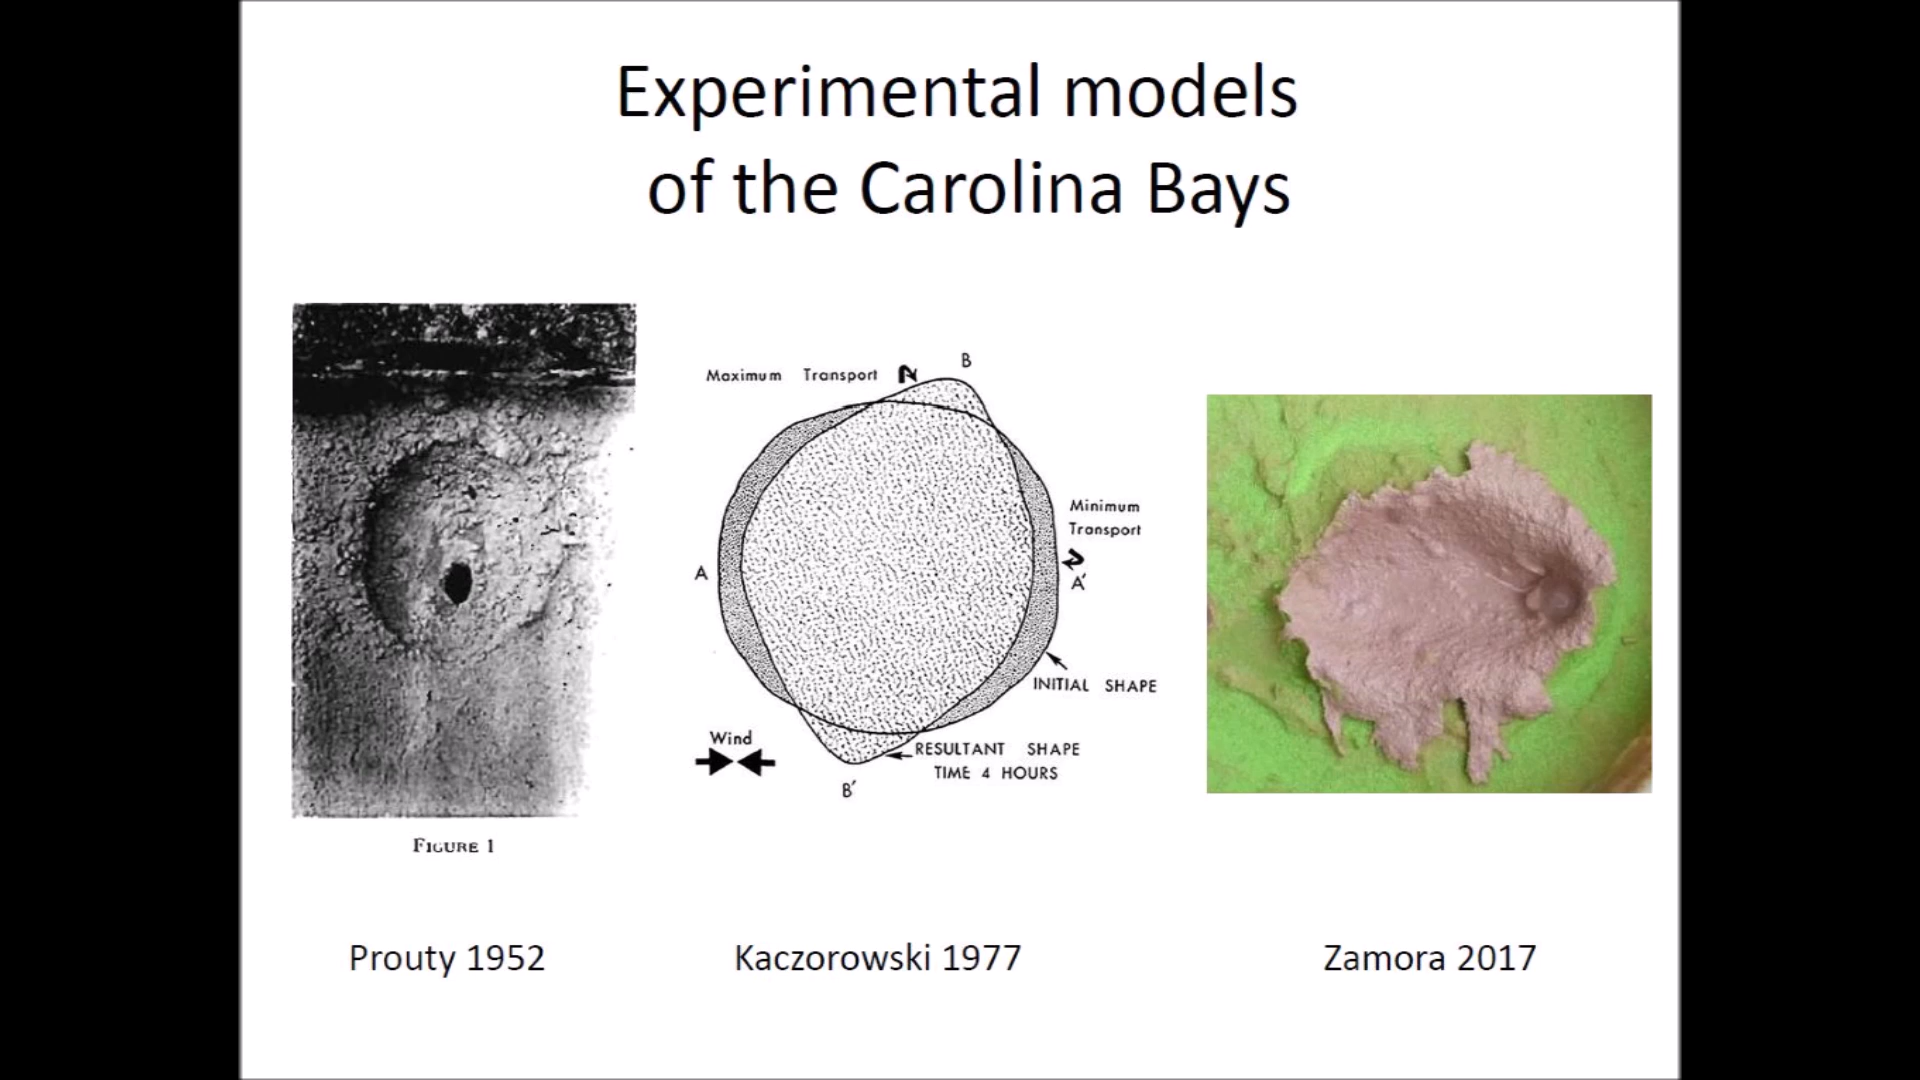 Experimental models
of the Carolina Bays
FIGURE 1
Maximum Transport
B
Minimum
Transport
A
A'
INITIAL SHAPE
Wind
RESULTANT SHAPE
TIME 4 HOURS
B'
Prouty 1952
Kaczorowski 1977
Zamora 2017